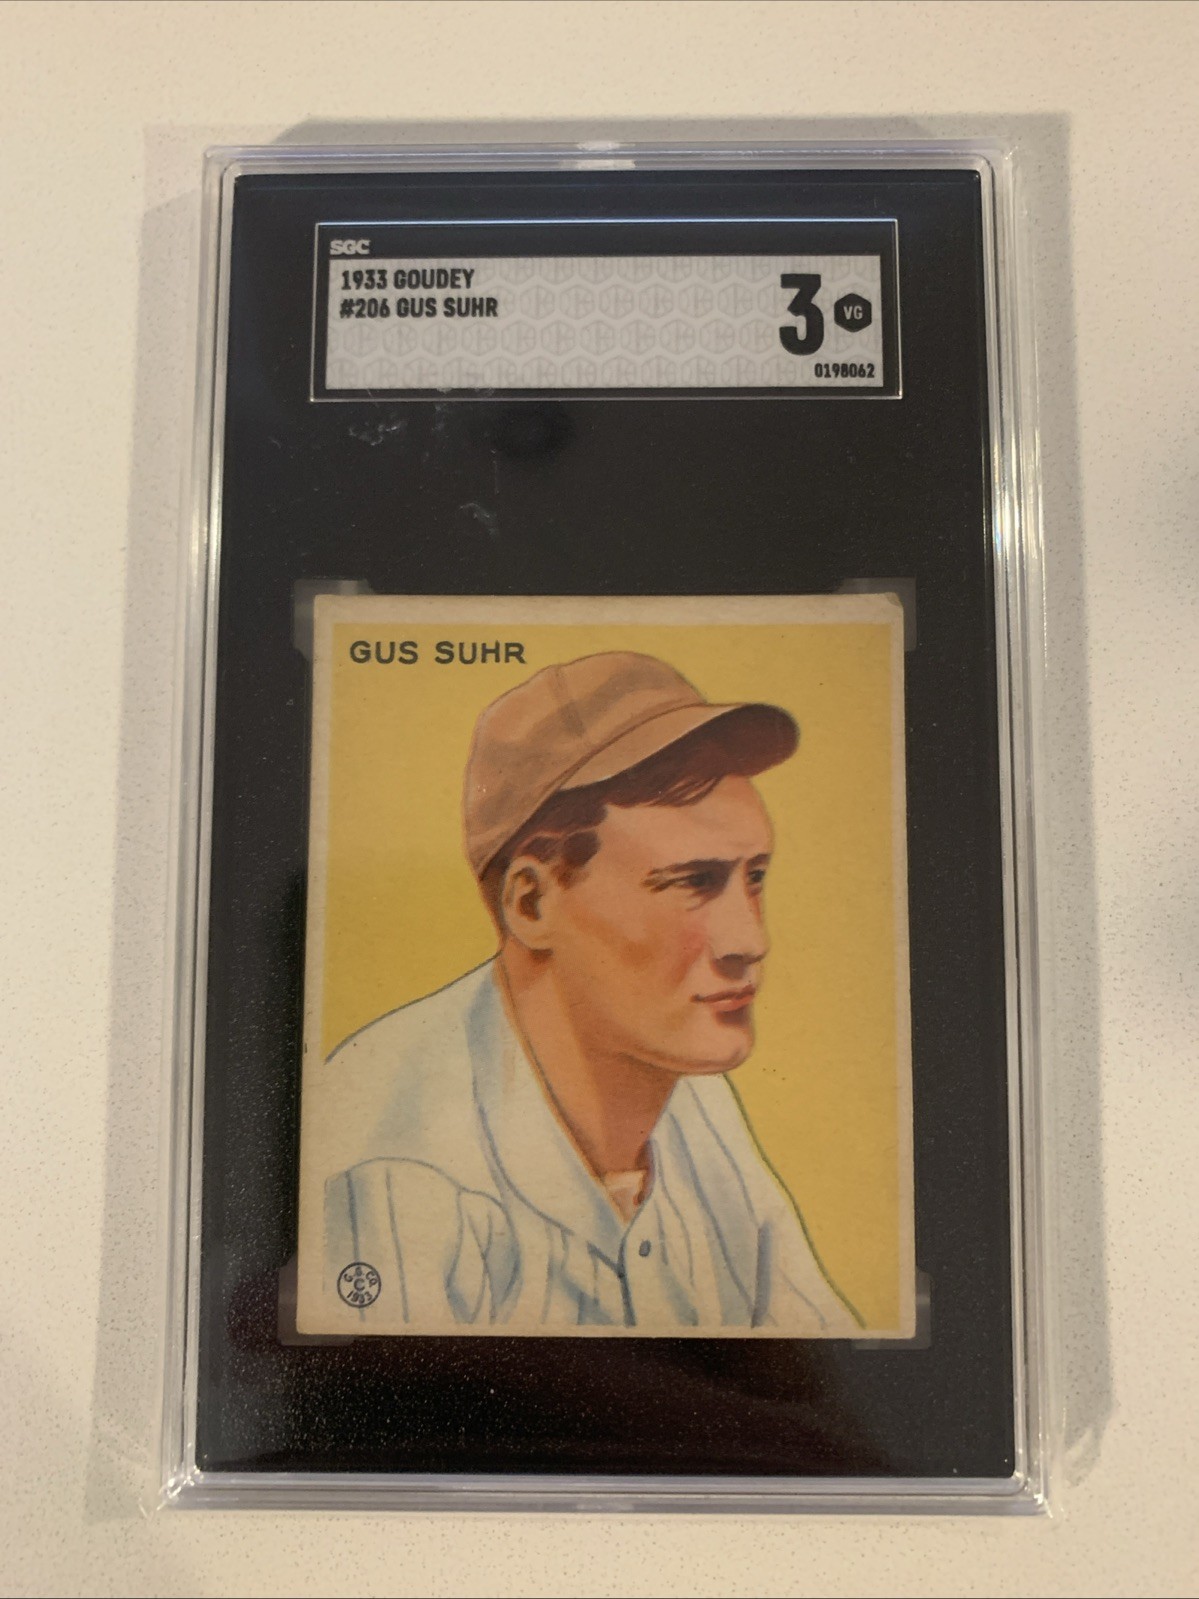 SGC
1933 GOUDEY
#206 GUS SUHR
3 VG
0198062
GUS SUHR
G. G. CO.
C
1933